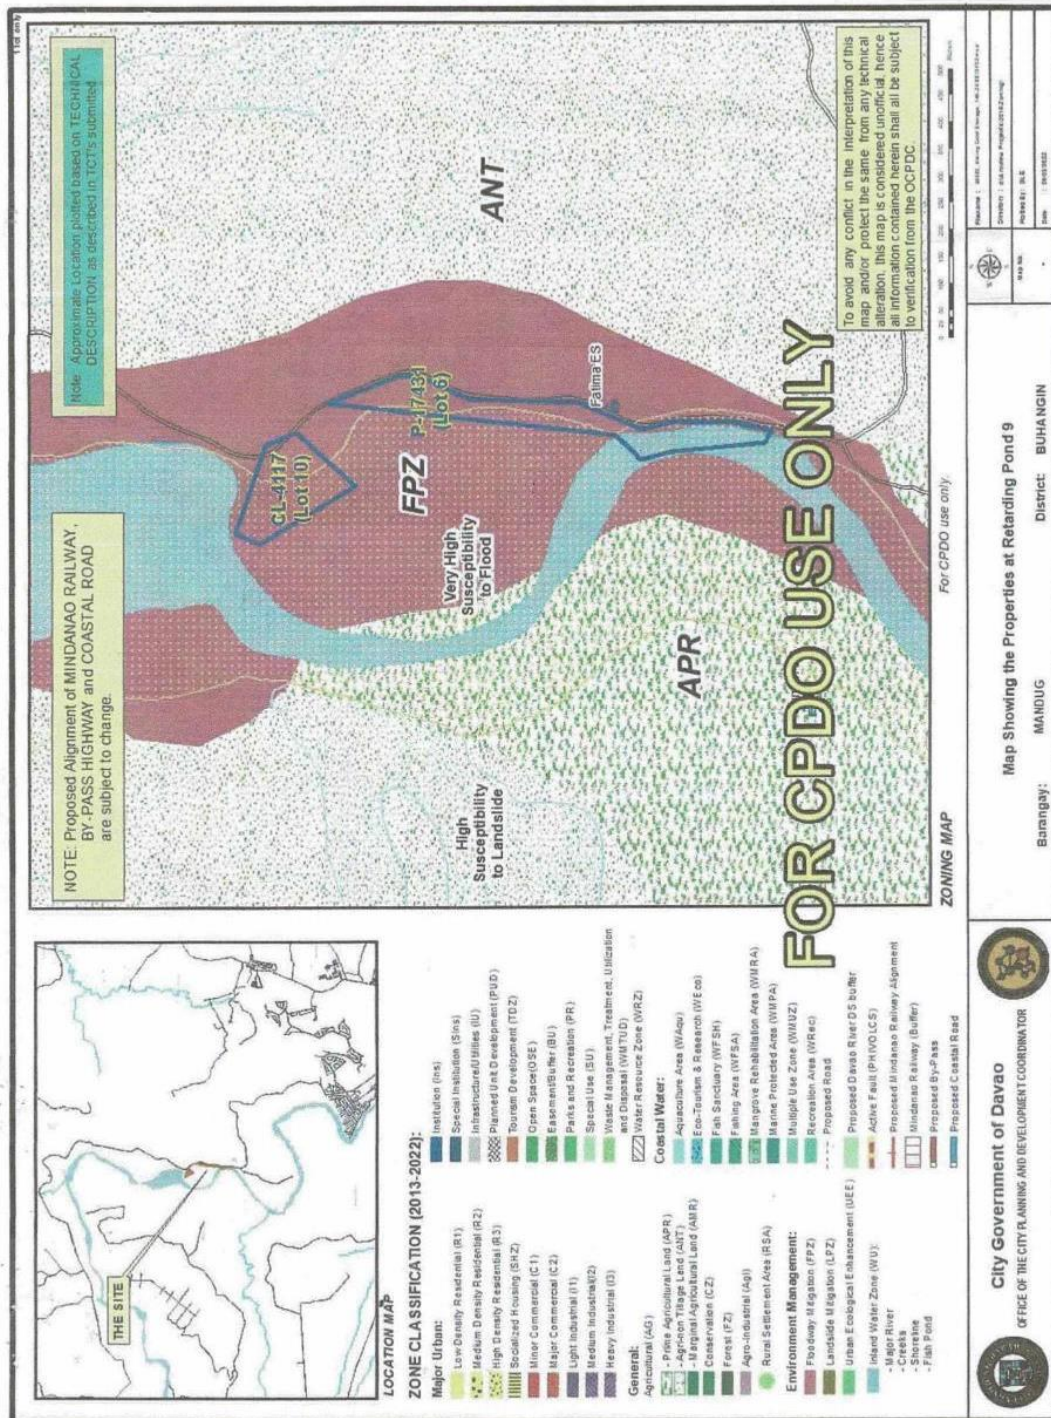 NOTE: Proposed Alignment of MINDANAO RAILWAY,
BY-PASS HIGHWAY and COASTAL ROAD
are subject to change.
Note: Approximate Location plotted based on TECHNICAL
DESCRIPTION as described in TCT's submitted
THE SITE
LOCATION MAP
ANT
FPZ
APR
CL-4117
(Lot 10)
P-17431
(Lot 6)
Fatima ES
Very High
Susceptibility
to Flood
High
Susceptibility
to Landslide
To avoid any conflict in the interpretation of this
map and/or protect the same from any technical
alteration, this map is considered unofficial, hence
all information contained herein shall all be subject
to verification from the OCPDC.
FOR CPDO USE ONLY
ZONING MAP
For CPDO use only.
ZONE CLASSIFICATION (2013-2022):
Major Urban:
Low Density Residential (R1)
Medium Density Residential (R2)
High Density Residential (R3)
Socialized Housing (SHZ)
Minor Commercial (C1)
Major Commercial (C2)
Light Industrial (I1)
Medium Industrial(I2)
Heavy Industrial (I3)
General:
Agricultural (AG)
- Prime Agricultural Land (APR)
- Agri-non Tillage Land (ANT)
- Marginal Agricultural Land (AMR)
Conservation (CZ)
Forest (FZ)
Agro-Industrial (AgI)
Rural Settlement Area (RSA)
Environment Management:
Floodway Mitigation (FPZ)
Landslide Mitigation (LPZ)
Urban Ecological Enhancement (UEE)
Inland Water Zone (WU):
- Major River
- Creeks
- Shoreline
- Fish Pond
Institution (Ins)
Special Institution (SIns)
Infrastructure/Utilities (IU)
Planned Unit Development (PUD)
Tourism Development (TDZ)
Open Space(OSE)
Easement/Buffer (BU)
Parks and Recreation (PR)
Special Use (SU)
Waste Management, Treatment, Utilization
and Disposal (WMTUD)
Water Resource Zone (WRZ)
Coastal Water:
Aquaculture Area (WAqu)
Eco-Tourism & Research (WEco)
Fish Sanctuary (WFSH)
Fishing Area (WFSA)
Mangrove Rehabilitation Area (WMRA)
Marine Protected Area (WMPA)
Multiple Use Zone (WMUZ)
Recreation Area (WRec)
Proposed Road
Proposed Davao River DS buffer
Active Fault (PHIVOLCS)
Proposed Mindanao Railway Alignment
Mindanao Railway (Buffer)
Proposed By-Pass
Proposed Coastal Road
City Government of Davao
OFFICE OF THE CITY PLANNING AND DEVELOPMENT COORDINATOR
Map Showing the Properties at Retarding Pond 9
Barangay: MANDUG
District: BUHANGIN
Map No.
Date